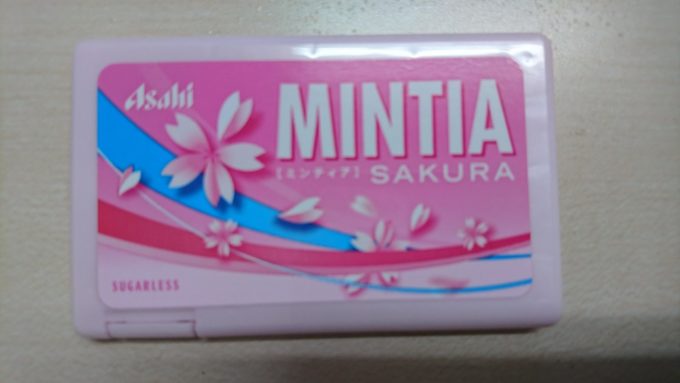 Asahi
MINTIA
[ミンティア] SAKURA
SUGARLESS